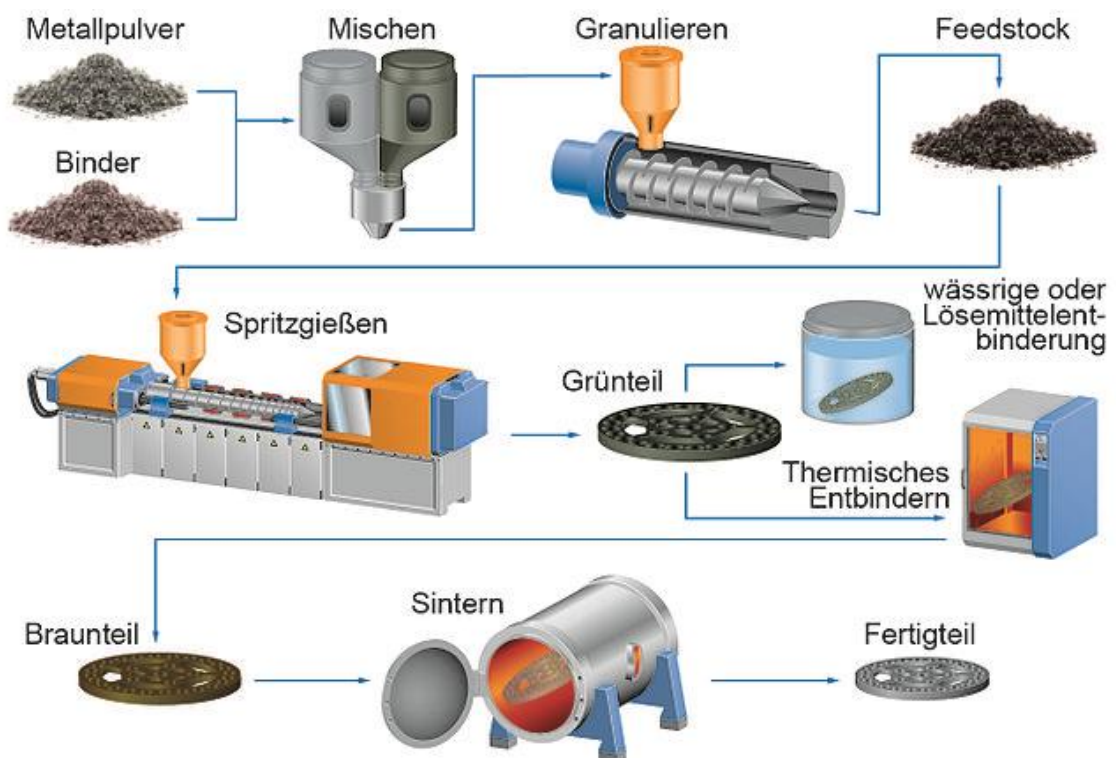 Metallpulver
Mischen
Granulieren
Feedstock
Binder
Spritzgießen
Grünteil
wässrige oder
Lösemittelent-
binderung
Thermisches
Entbindern
Braunteil
Sintern
Fertigteil